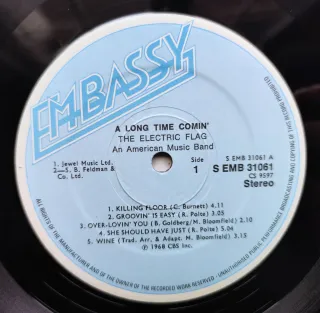 EMBASSY
A LONG TIME COMIN'
THE ELECTRIC FLAG
An American Music Band
1. Jewel Music Ltd.
2—5. S. B. Feldman &
Co. Ltd.
Side
1
S EMB 31061 A
S EMB 31061
CS 9597
Stereo
1. KILLING FLOOR (C. Burnett) 4.11
2. GROOVIN' IS EASY (R. Polte) 3.05
3. OVER-LOVIN' YOU (B. Goldberg/M. Bloomfield) 2.10
4. SHE SHOULD HAVE JUST (R. Polte) 5.04
5. WINE (Trad. Arr. & Adapt. M. Bloomfield) 3.15
℗ 1968 CBS Inc.
ALL RIGHTS OF THE MANUFACTURER AND OF THE OWNER OF THE RECORDED WORK RESERVED. UNAUTHORISED PUBLIC PERFORMANCE, BROADCASTING AND COPYING OF THIS RECORD PROHIBITED